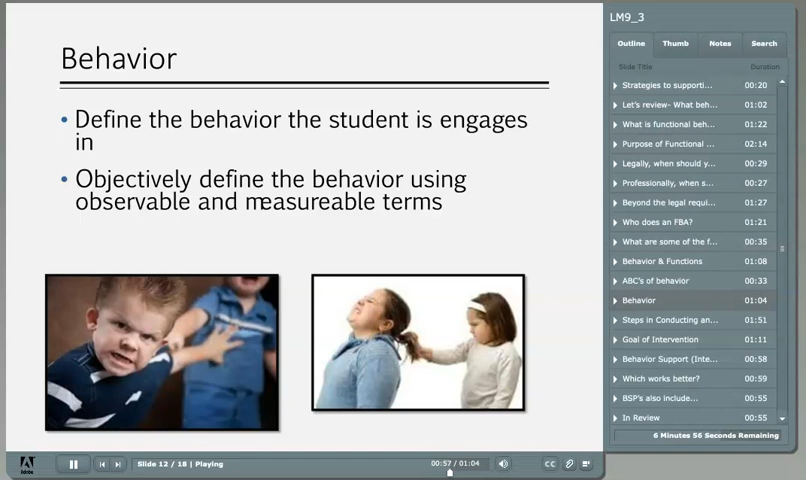 Behavior
• Define the behavior the student is engages
in
• Objectively define the behavior using
observable and measureable terms
LM9_3
Outline Thumb Notes Search
Slide Title Duration
Strategies to supporti... 00:20
Let's review- What beh... 01:02
What is functional beh... 01:22
Purpose of Functional ... 02:14
Legally, when should y... 00:29
Professionally, when s... 00:27
Beyond the legal requi... 01:27
Who does an FBA? 01:21
What are some of the f... 00:35
Behavior & Functions 01:08
ABC's of behavior 00:33
Behavior 01:04
Steps in Conducting an... 01:51
Goal of Intervention 01:11
Behavior Support (Inte... 00:58
Which works better? 00:59
BSP's also include... 00:55
In Review 00:55
6 Minutes 56 Seconds Remaining
Adobe
Slide 12 / 18 | Playing
00:57 / 01:04
CC